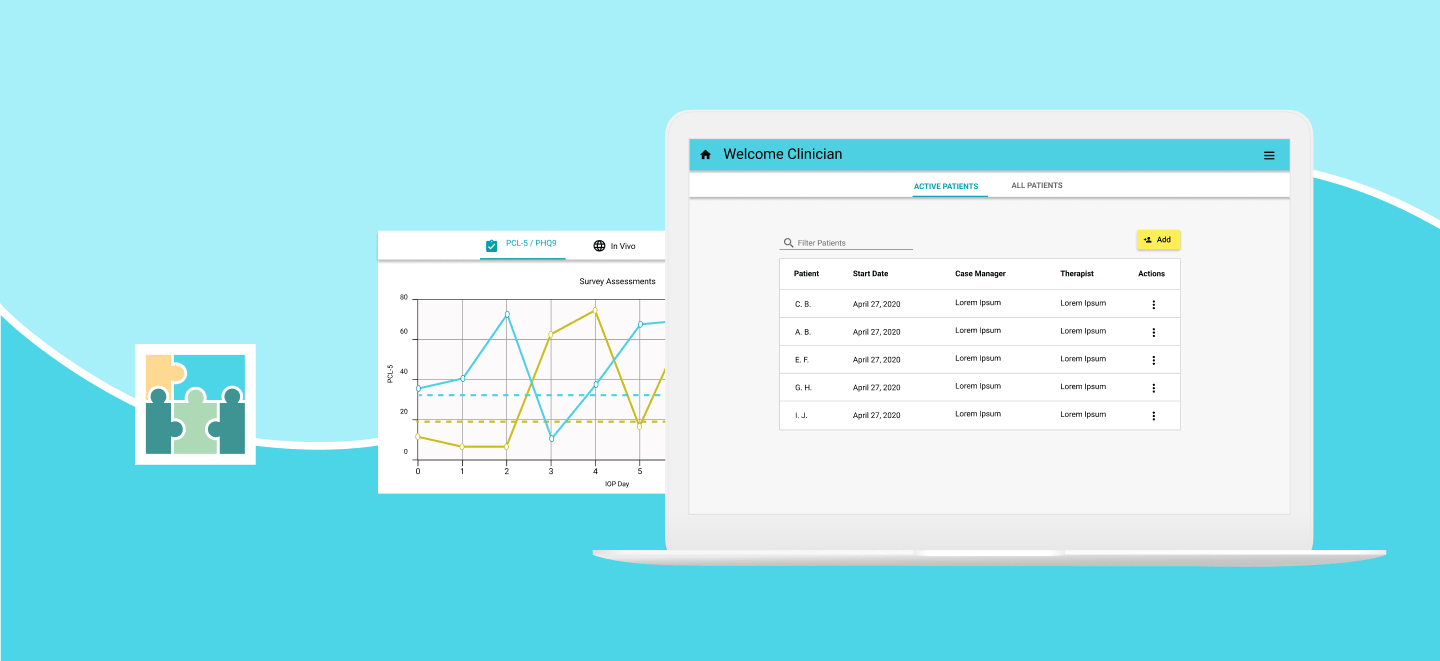 PCL-5 / PHQ9
In Vivo
Survey Assessments
80
60
40
20
0
PCL-5
0 1 2 3 4 5
IOP Day
Welcome Clinician
ACTIVE PATIENTS ALL PATIENTS
Filter Patients
Add
Patient Start Date Case Manager Therapist Actions
C. B. April 27, 2020 Lorem Ipsum Lorem Ipsum
A. B. April 27, 2020 Lorem Ipsum Lorem Ipsum
E. F. April 27, 2020 Lorem Ipsum Lorem Ipsum
G. H. April 27, 2020 Lorem Ipsum Lorem Ipsum
I. J. April 27, 2020 Lorem Ipsum Lorem Ipsum